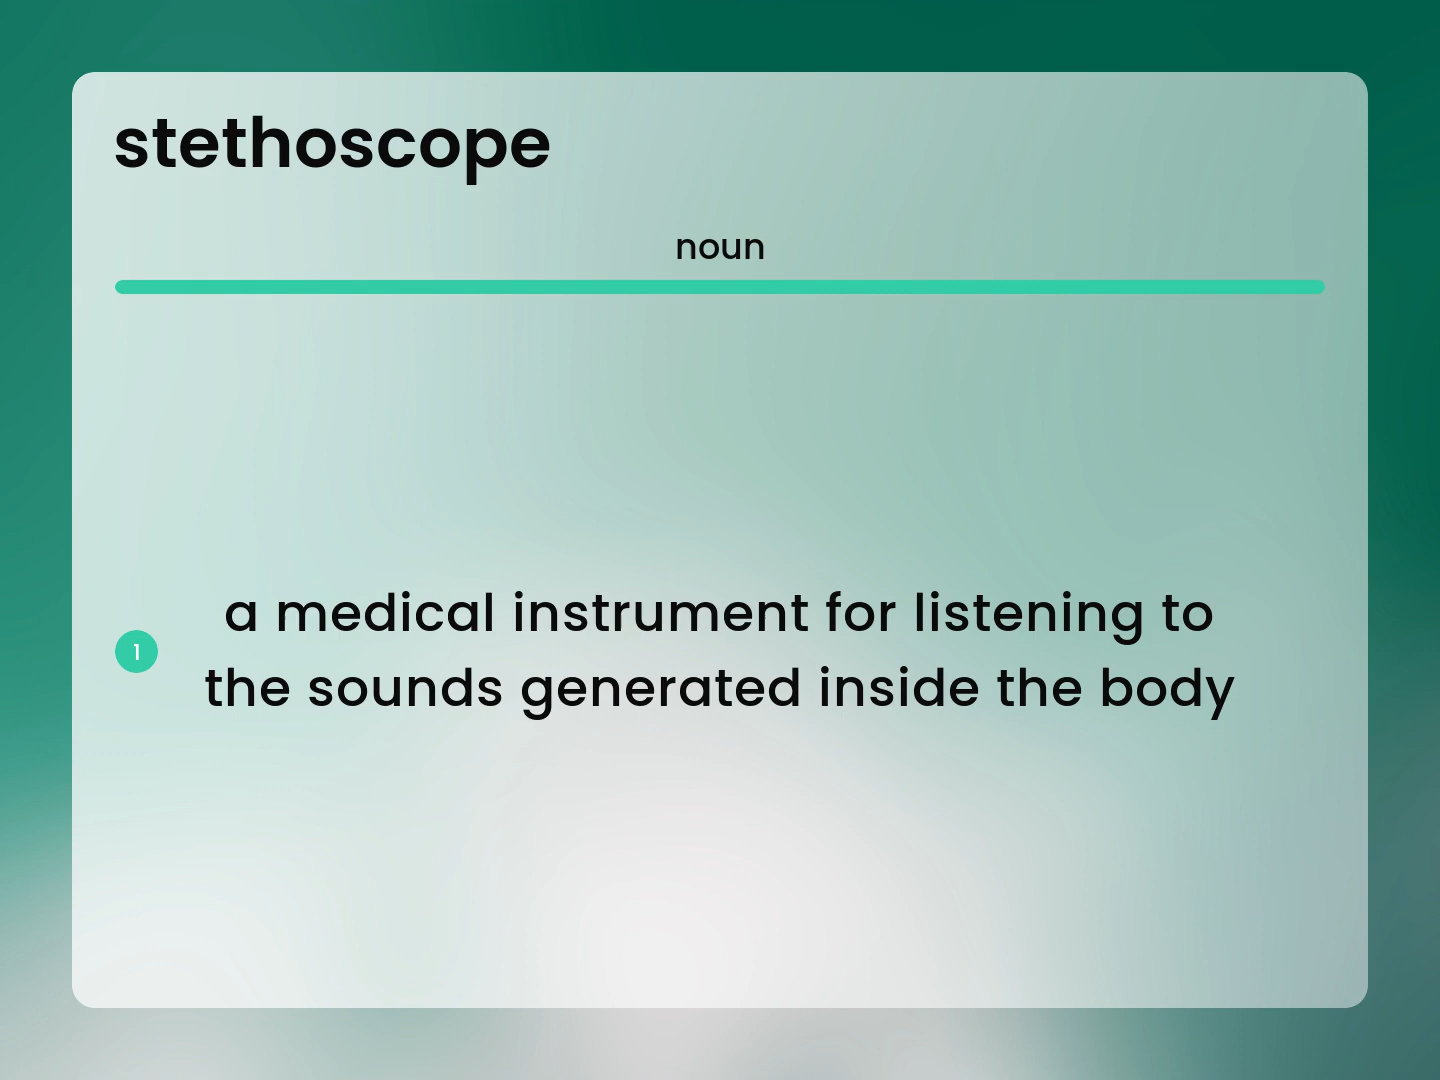 stethoscope
noun
1
a medical instrument for listening to
the sounds generated inside the body